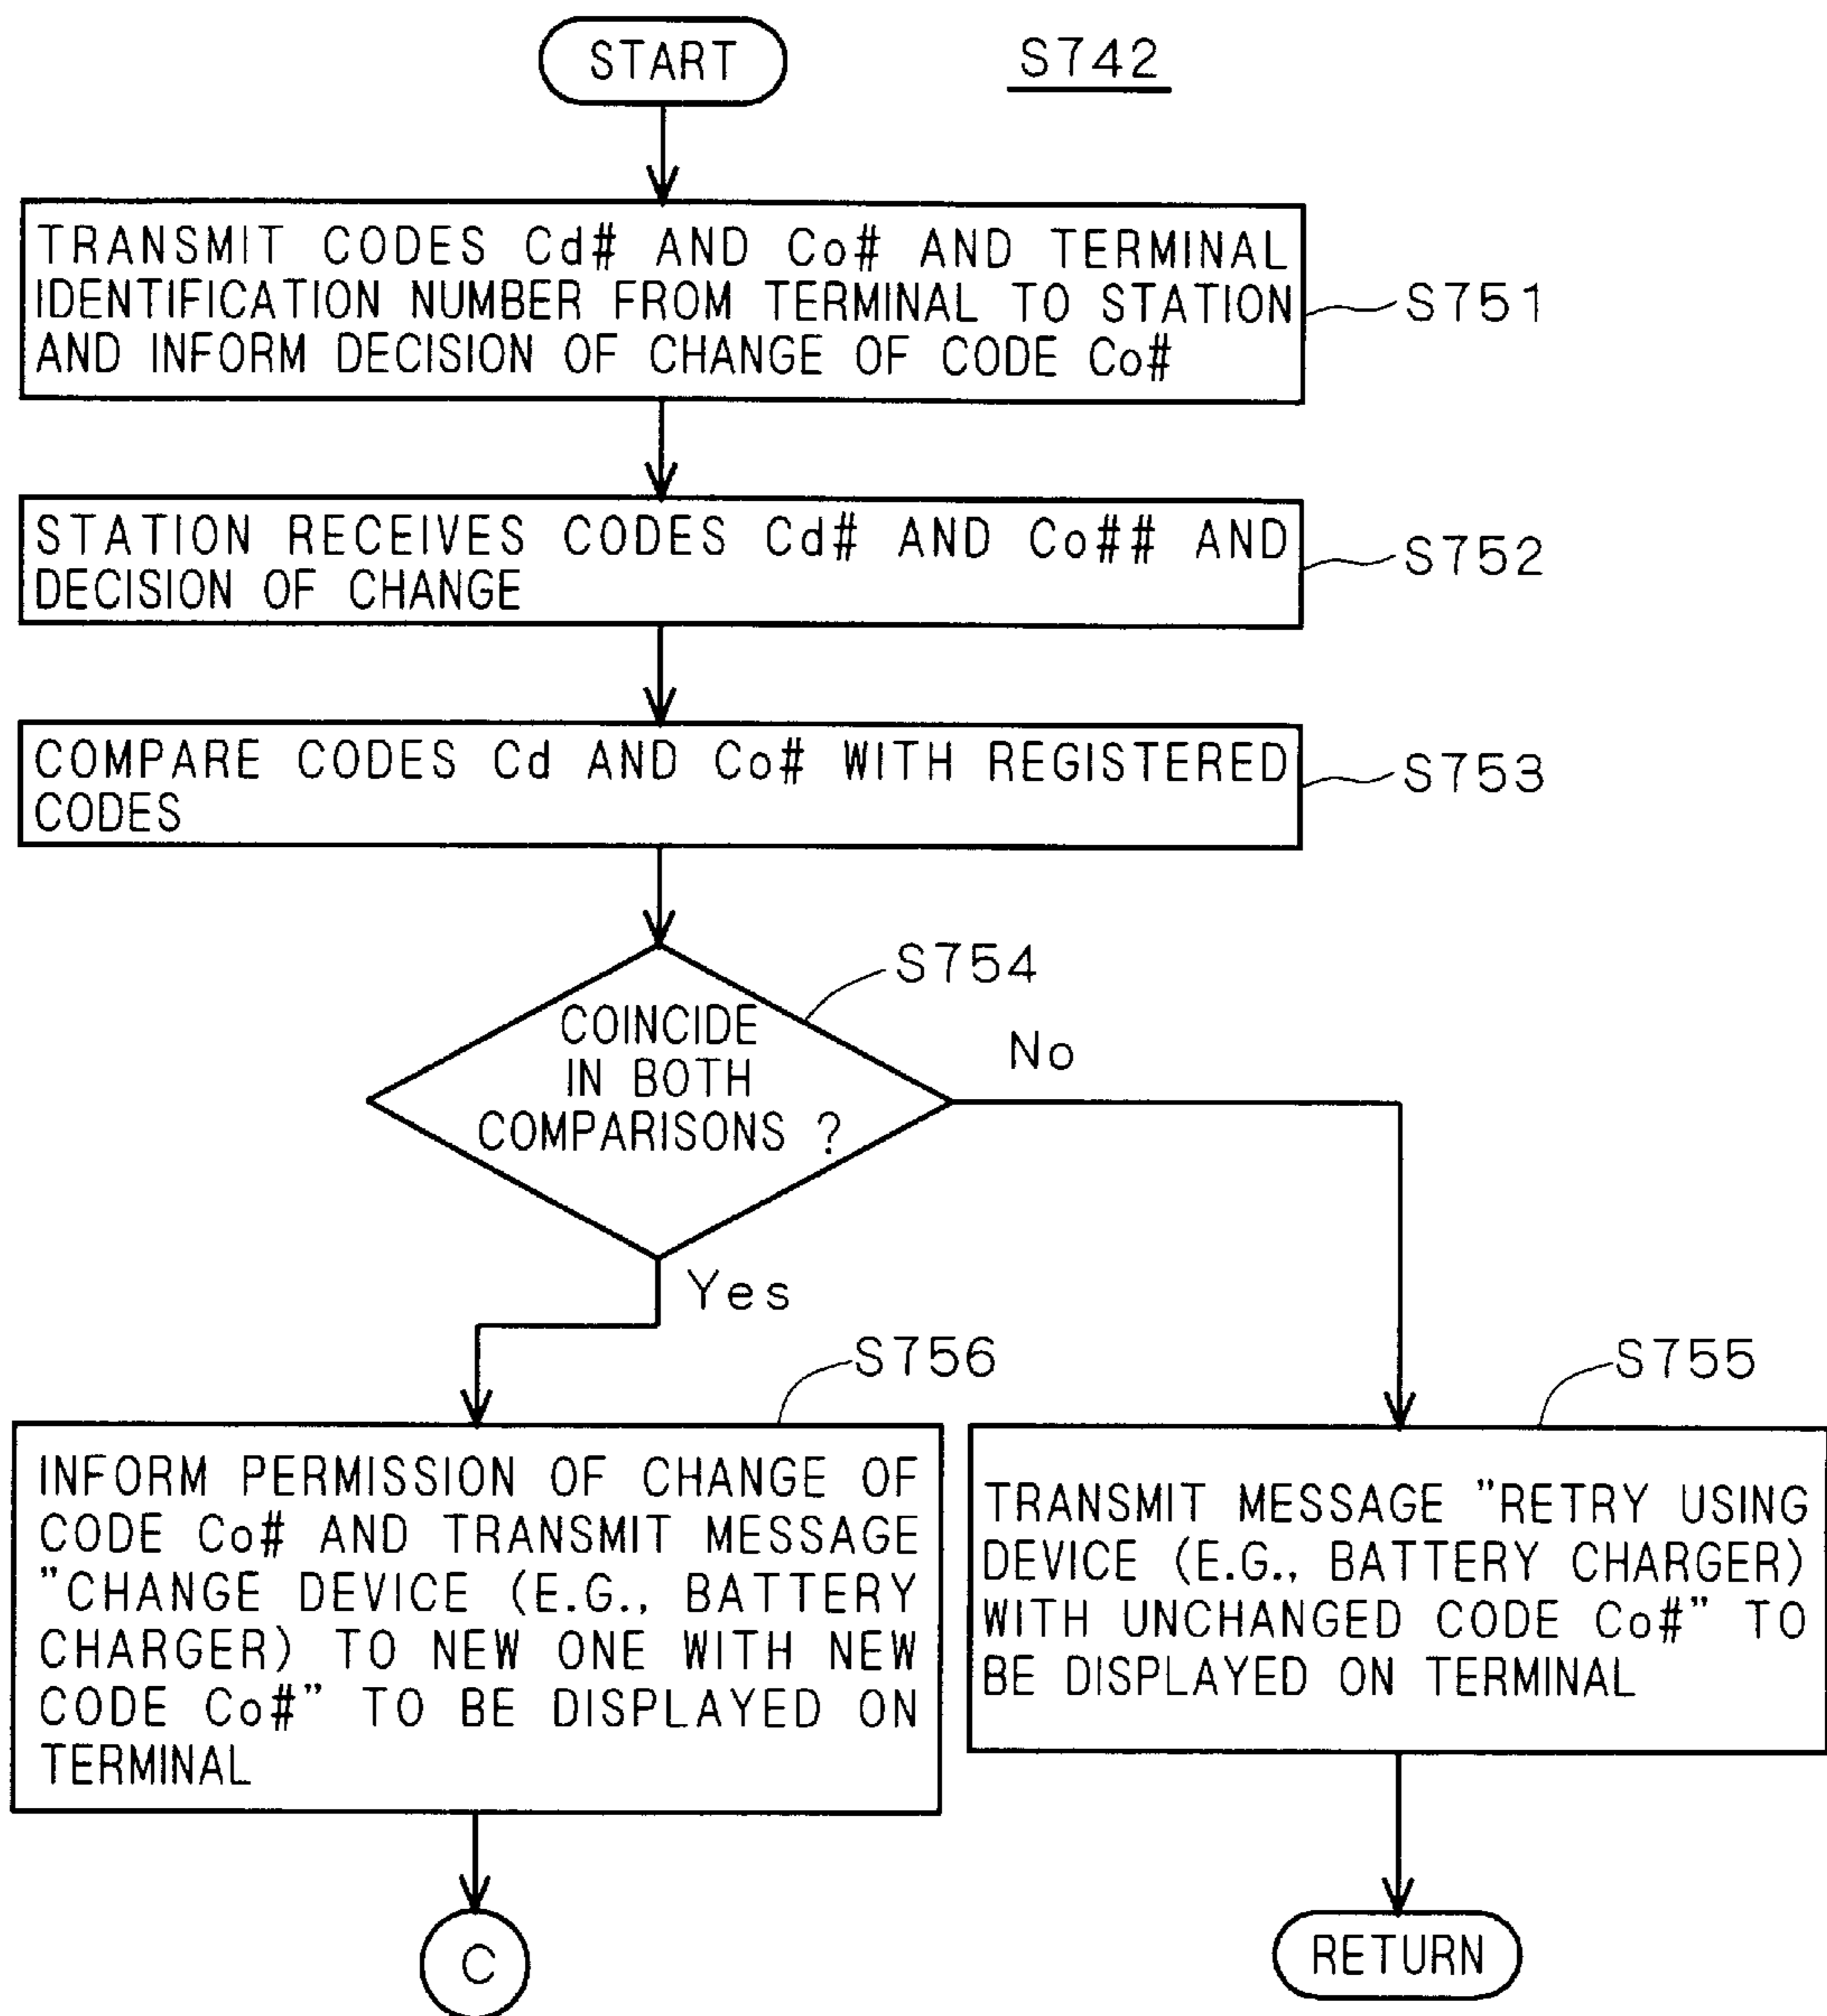 START
S742
TRANSMIT CODES Cd# AND Co# AND TERMINAL
IDENTIFICATION NUMBER FROM TERMINAL TO STATION
AND INFORM DECISION OF CHANGE OF CODE Co#
S751
STATION RECEIVES CODES Cd# AND Co## AND
DECISION OF CHANGE
S752
COMPARE CODES Cd AND Co# WITH REGISTERED
CODES
S753
S754
COINCIDE
IN BOTH
COMPARISONS ?
No
Yes
S756
INFORM PERMISSION OF CHANGE OF
CODE Co# AND TRANSMIT MESSAGE
"CHANGE DEVICE (E.G., BATTERY
CHARGER) TO NEW ONE WITH NEW
CODE Co#" TO BE DISPLAYED ON
TERMINAL
S755
TRANSMIT MESSAGE "RETRY USING
DEVICE (E.G., BATTERY CHARGER)
WITH UNCHANGED CODE Co#" TO
BE DISPLAYED ON TERMINAL
C
RETURN